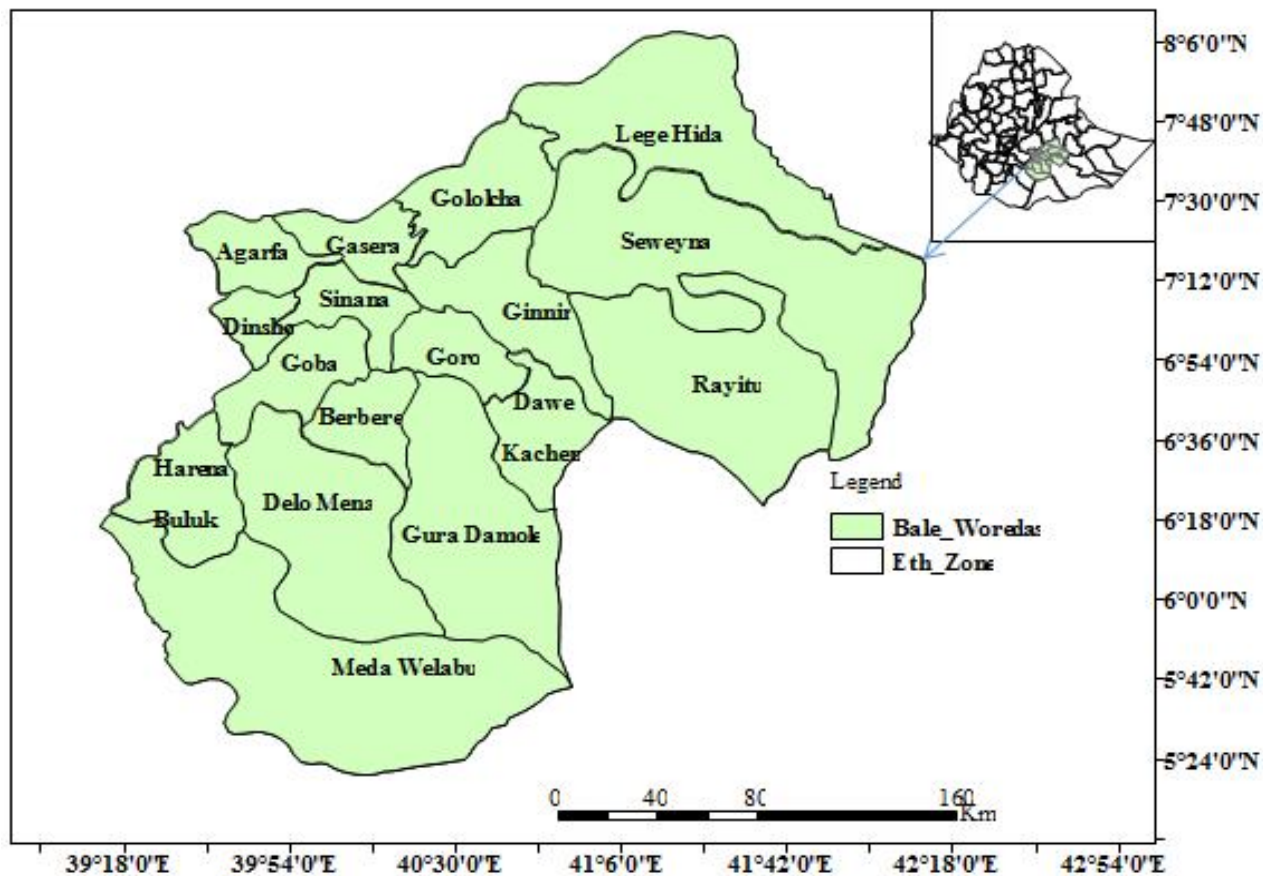 8°6'0"N
7°48'0"N
7°30'0"N
7°12'0"N
6°54'0"N
6°36'0"N
6°18'0"N
6°0'0"N
5°42'0"N
5°24'0"N
Lege Hida
Gololcha
Seweyna
Agarfa
Gasera
Sinana
Ginnir
Dinsho
Goba
Goro
Rayitu
Dawe
Kachen
Berbere
Harena
Buluk
Delo Mena
Gura Damole
Meda Welabu
Legend
Bale_Woredas
Eth_Zone
0 40 80 160
Km
39°18'0"E 39°54'0"E 40°30'0"E 41°6'0"E 41°42'0"E 42°18'0"E 42°54'0"E